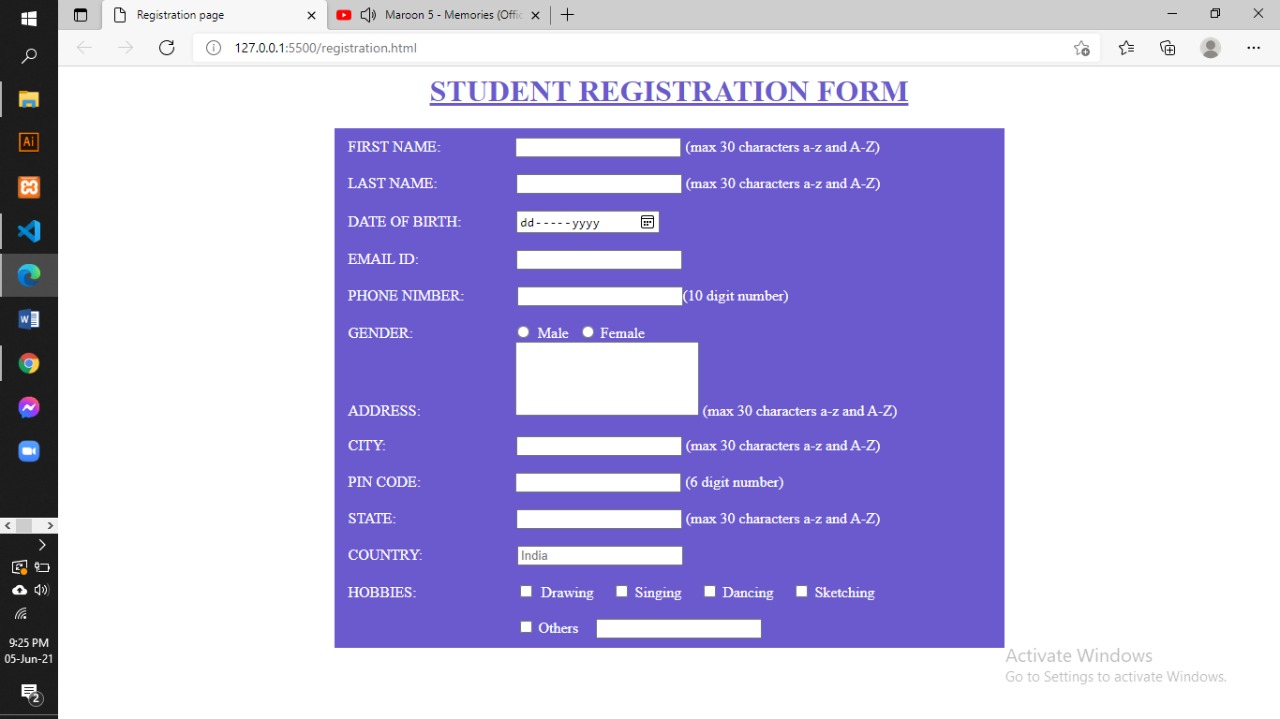 Registration page
Maroon 5 - Memories (Offic
127.0.0.1:5500/registration.html
STUDENT REGISTRATION FORM
FIRST NAME: (max 30 characters a-z and A-Z)
LAST NAME: (max 30 characters a-z and A-Z)
DATE OF BIRTH: dd-----yyyy
EMAIL ID:
PHONE NIMBER: (10 digit number)
GENDER: Male Female
ADDRESS: (max 30 characters a-z and A-Z)
CITY: (max 30 characters a-z and A-Z)
PIN CODE: (6 digit number)
STATE: (max 30 characters a-z and A-Z)
COUNTRY: India
HOBBIES: Drawing Singing Dancing Sketching
Others
Ai
W
9:25 PM
05-Jun-21
2
Activate Windows
Go to Settings to activate Windows.